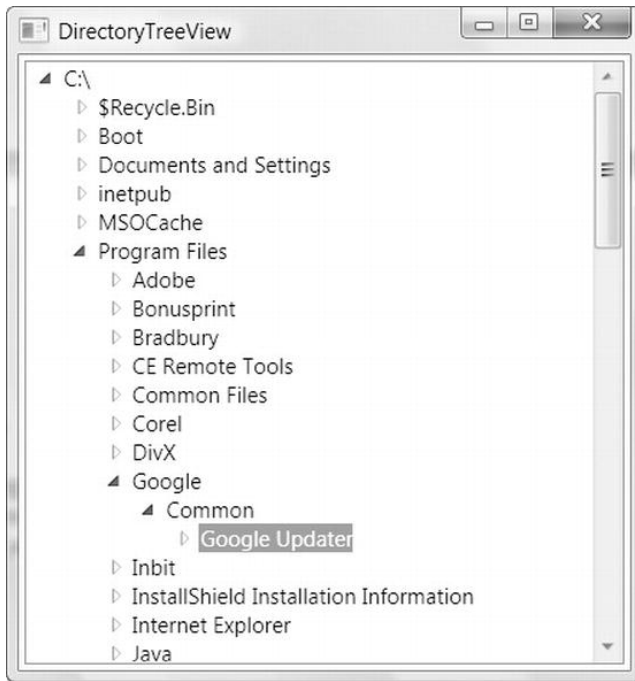 DirectoryTreeView
C:\
$Recycle.Bin
Boot
Documents and Settings
inetpub
MSOCache
Program Files
Adobe
Bonusprint
Bradbury
CE Remote Tools
Common Files
Corel
DivX
Google
Common
Google Updater
Inbit
InstallShield Installation Information
Internet Explorer
Java